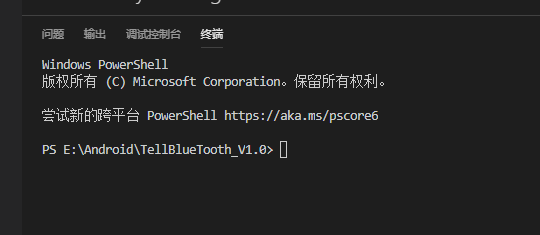 问题 输出 调试控制台 终端
Windows PowerShell
版权所有 (C) Microsoft Corporation。保留所有权利。
尝试新的跨平台 PowerShell https://aka.ms/pscore6
PS E:\Android\TellBlueTooth_V1.0>